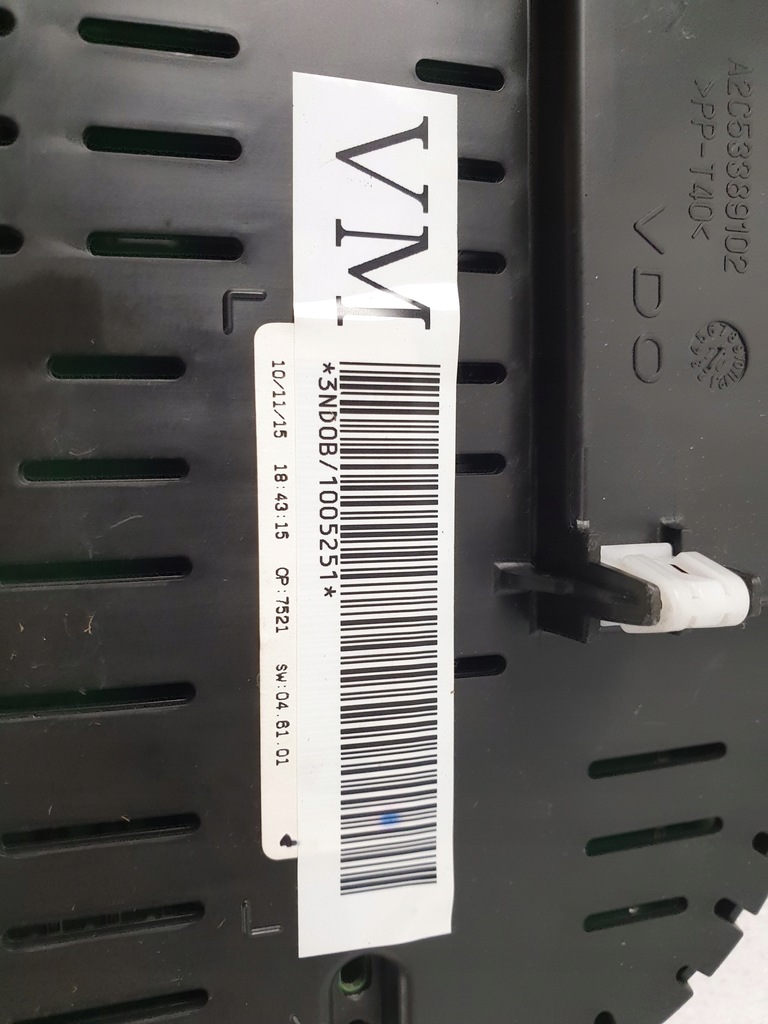 A2C53389102
>PP-T40<
VDO
VM
*3ND0B/1005251*
10/11/15 18:43:15 OP:7521 SW:04.61.01